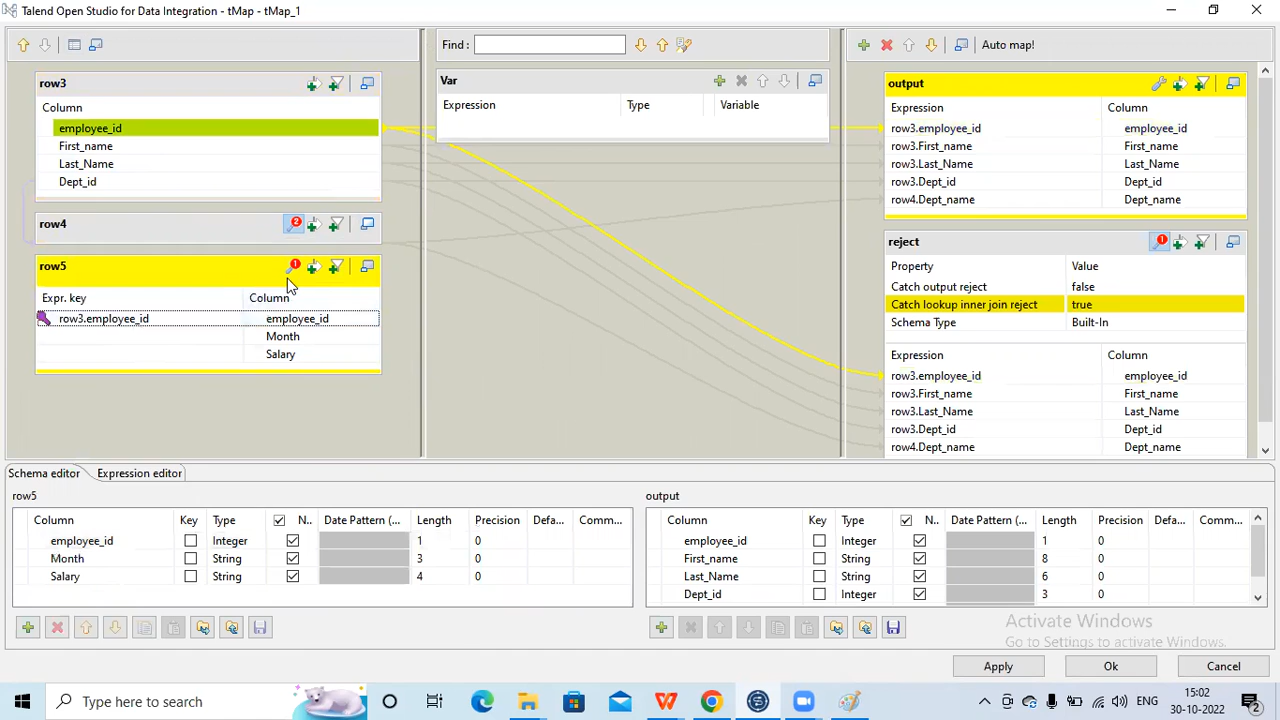 Talend Open Studio for Data Integration - tMap - tMap_1
Find :
Auto map!
row3
Column
employee_id
First_name
Last_Name
Dept_id
row4
2
row5
1
Expr. key Column
row3.employee_id employee_id
Month
Salary
Var
Expression Type Variable
output
Expression Column
row3.employee_id employee_id
row3.First_name First_name
row3.Last_Name Last_Name
row3.Dept_id Dept_id
row4.Dept_name Dept_name
reject
1
Property Value
Catch output reject false
Catch lookup inner join reject true
Schema Type Built-In
Expression Column
row3.employee_id employee_id
row3.First_name First_name
row3.Last_Name Last_Name
row3.Dept_id Dept_id
row4.Dept_name Dept_name
Schema editor Expression editor
row5
Column Key Type N.. Date Pattern (... Length Precision Defa... Comm...
employee_id Integer 1 0
Month String 3 0
Salary String 4 0
output
Column Key Type N.. Date Pattern (... Length Precision Defa... Comm...
employee_id Integer 1 0
First_name String 8 0
Last_Name String 6 0
Dept_id Integer 3 0
Activate Windows
Go to Settings to activate Windows.
Apply Ok Cancel
Type here to search
ENG
15:02
30-10-2022
2